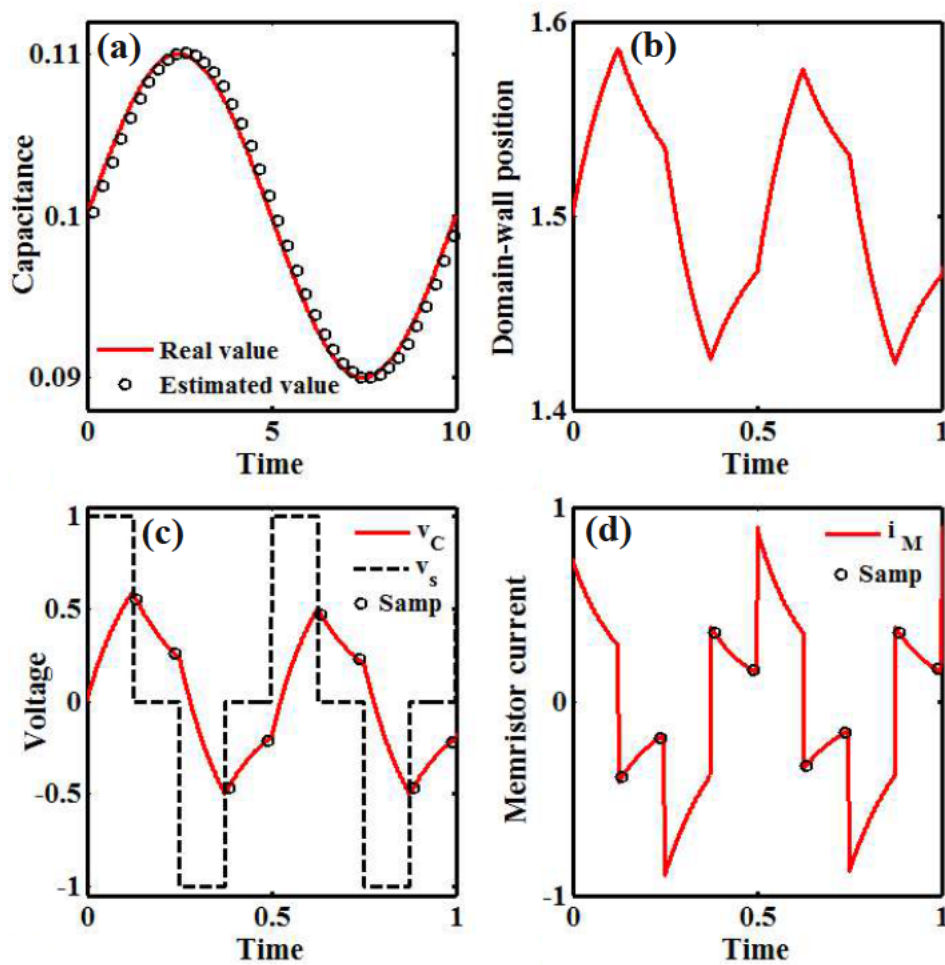 (a)
0.11
0.1
0.09
Capacitance
Real value
Estimated value
0
5
10
Time
(b)
1.6
1.5
1.4
Domain-wall position
0
0.5
1
Time
(c)
1
0.5
0
-0.5
-1
Voltage
v_C
v_s
Samp
0
0.5
1
Time
(d)
1
0
-1
Memristor current
i_M
Samp
0
0.5
1
Time